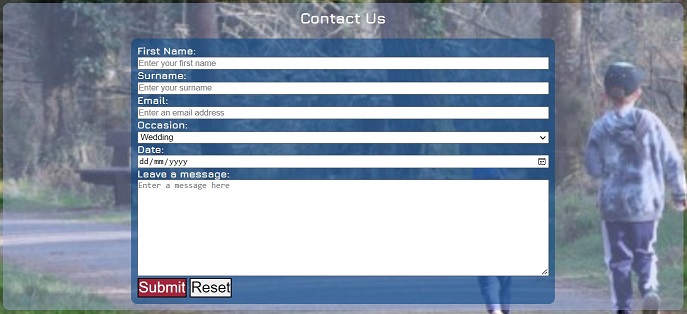 Contact Us
First Name:
Enter your first name
Surname:
Enter your surname
Email:
Enter an email address
Occasion:
Wedding
Date:
dd/mm/yyyy
Leave a message:
Enter a message here
Submit Reset